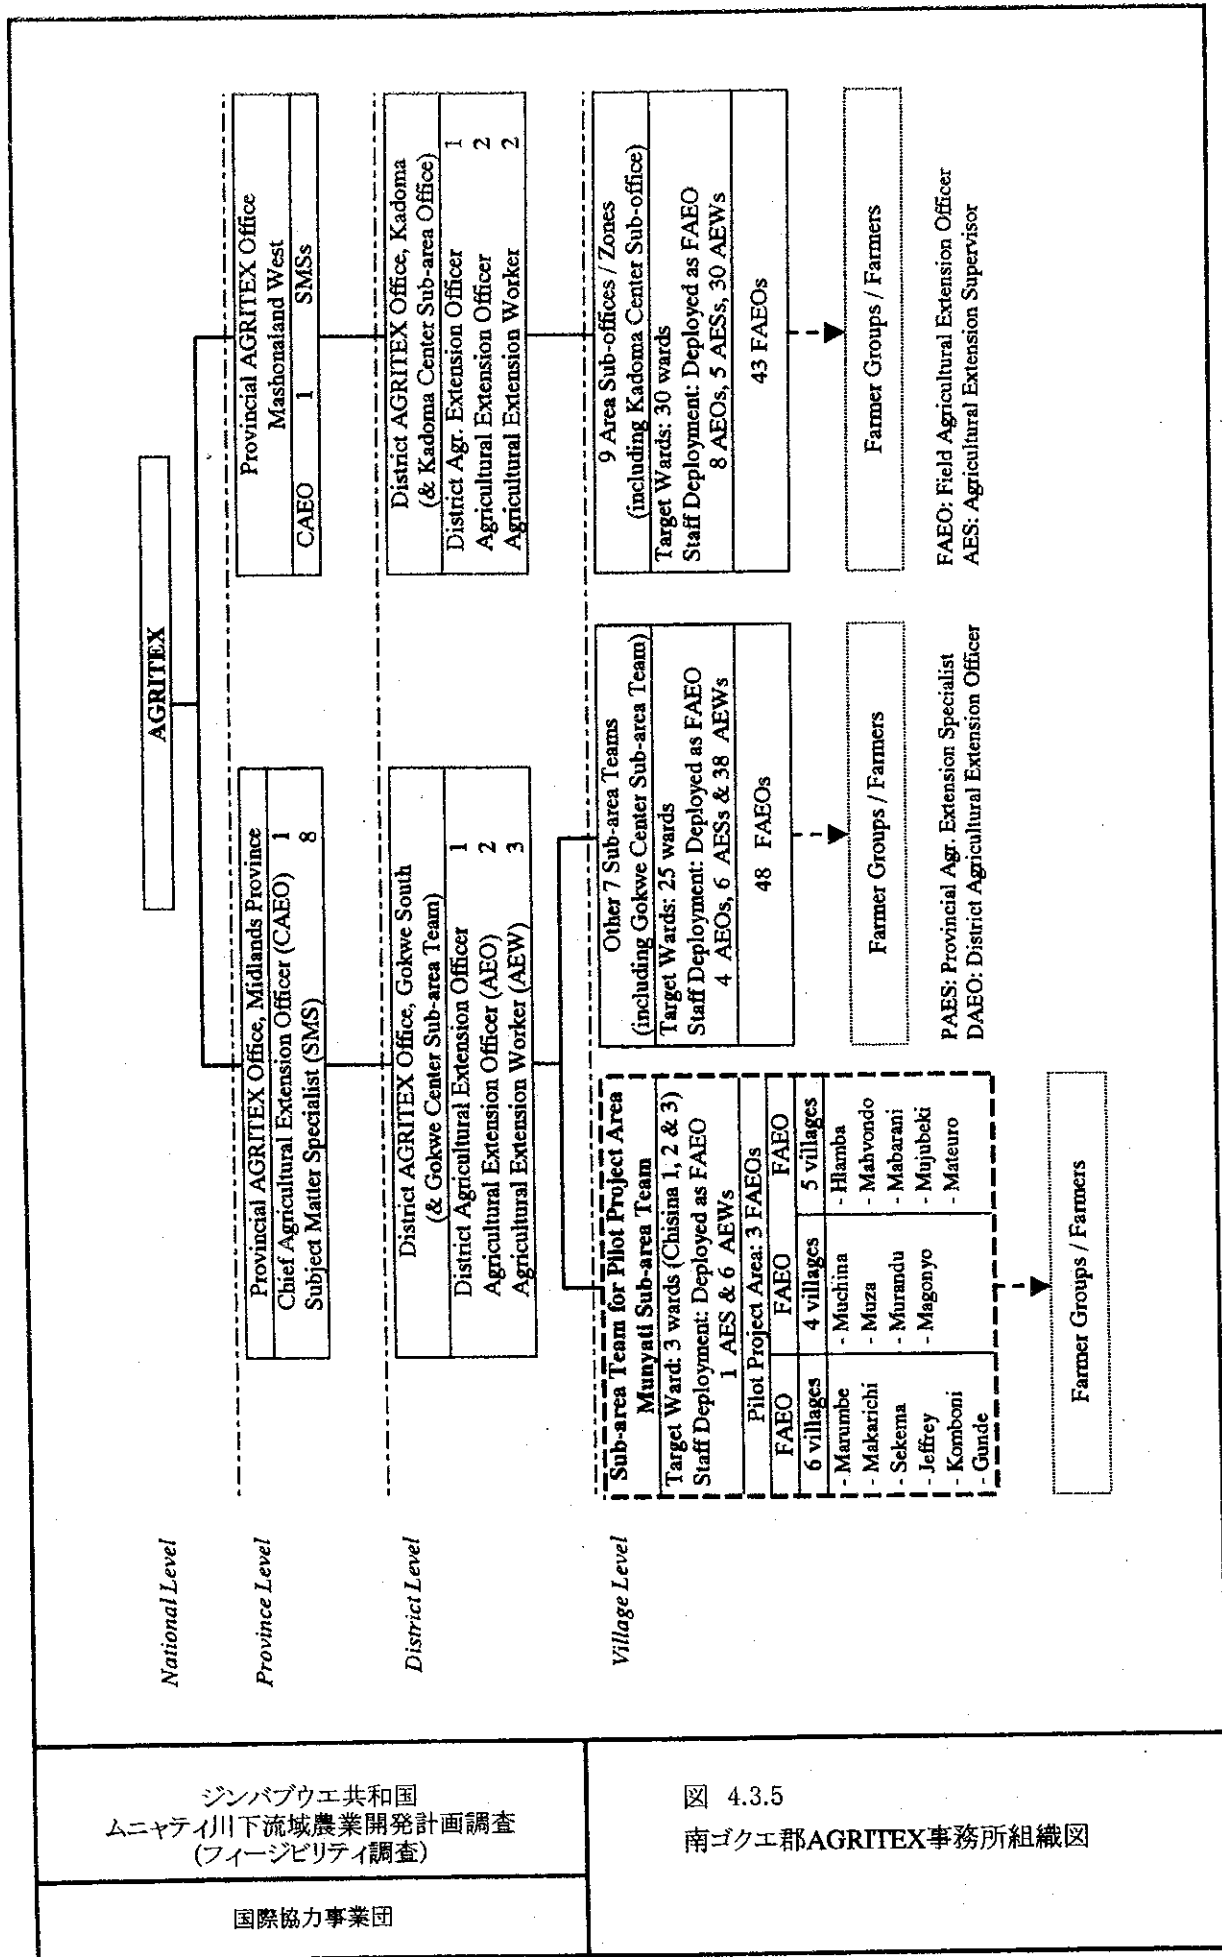 AGRITEX
National Level
Province Level
Provincial AGRITEX Office, Midlands Province
Chief Agricultural Extension Officer (CAEO) 1
Subject Matter Specialist (SMS) 8
Provincial AGRITEX Office
Mashonaland West
CAEO 1 SMSs
District Level
District AGRITEX Office, Gokwe South
(& Gokwe Center Sub-area Team)
District Agricultural Extension Officer 1
Agricultural Extension Officer (AEO) 2
Agricultural Extension Worker (AEW) 3
District AGRITEX Office, Kadoma
(& Kadoma Center Sub-area Office)
District Agr. Extension Officer 1
Agricultural Extension Officer 2
Agricultural Extension Worker 2
Village Level
Sub-area Team for Pilot Project Area
Munyati Sub-area Team
Target Ward: 3 wards (Chisina 1, 2 & 3)
Staff Deployment: Deployed as FAEO
1 AES & 6 AEWs
Pilot Project Area: 3 FAEOs
FAEO FAEO FAEO
6 villages 4 villages 5 villages
- Marumbe - Muchina - Hlamba
- Makarichi - Muza - Mahvondo
- Sekema - Murandu - Mabarani
- Jeffrey - Magonyo - Mujubeki
- Komboni - Mateuro
- Gunde
Farmer Groups / Farmers
Other 7 Sub-area Teams
(including Gokwe Center Sub-area Team)
Target Wards: 25 wards
Staff Deployment: Deployed as FAEO
4 AEOs, 6 AESs & 38 AEWs
48 FAEOs
Farmer Groups / Farmers
9 Area Sub-offices / Zones
(including Kadoma Center Sub-office)
Target Wards: 30 wards
Staff Deployment: Deployed as FAEO
8 AEOs, 5 AESs, 30 AEWs
43 FAEOs
Farmer Groups / Farmers
PAES: Provincial Agr. Extension Specialist
DAEO: District Agricultural Extension Officer
FAEO: Field Agricultural Extension Officer
AES: Agricultural Extension Supervisor
ジンバブウエ共和国
ムニャティ川下流域農業開発計画調査
(フィージビリティ調査)
国際協力事業団
図 4.3.5
南ゴクエ郡AGRITEX事務所組織図